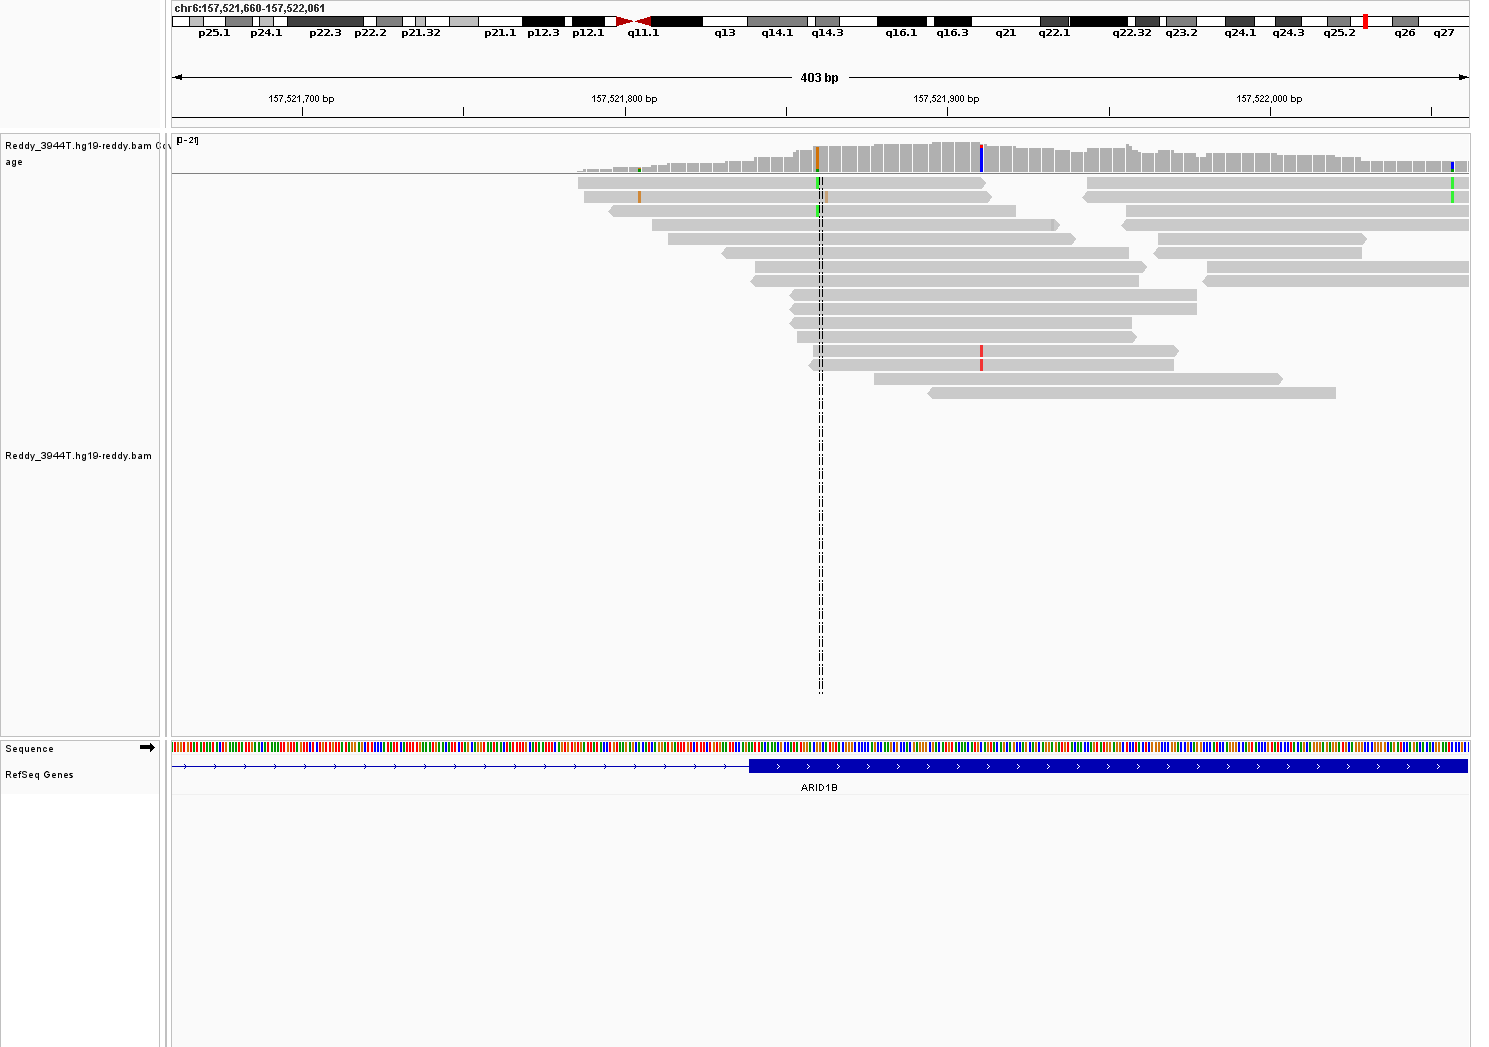 chr6:157,521,660-157,522,061
p25.1 p24.1 p22.3 p22.2 p21.32 p21.1 p12.3 p12.1 q11.1 q13 q14.1 q14.3 q16.1 q16.3 q21 q22.1 q22.32 q23.2 q24.1 q24.3 q25.2 q26 q27
403 bp
157,521,700 bp 157,521,800 bp 157,521,900 bp 157,522,000 bp
[0-21]
Reddy_3944T.hg19-reddy.bam Cov
age
Reddy_3944T.hg19-reddy.bam
Sequence
RefSeq Genes
ARID1B